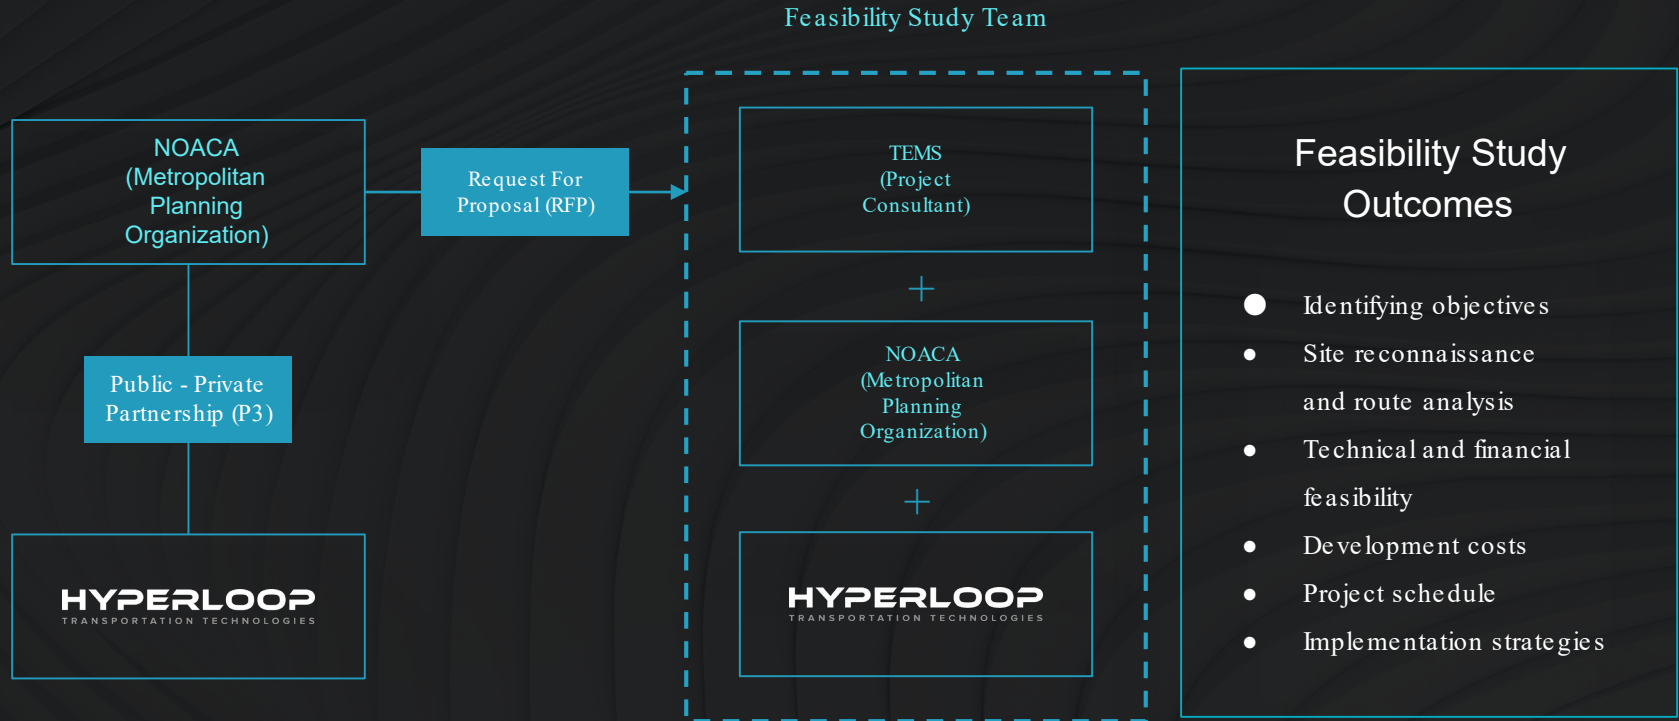 Feasibility Study Team
NOACA
(Metropolitan
Planning
Organization)
Request For
Proposal (RFP)
Public - Private
Partnership (P3)
HYPERLOOP
TRANSPORTATION TECHNOLOGIES
TEMS
(Project
Consultant)
+
NOACA
(Metropolitan
Planning
Organization)
+
HYPERLOOP
TRANSPORTATION TECHNOLOGIES
Feasibility Study
Outcomes
● Identifying objectives
● Site reconnaissance
and route analysis
● Technical and financial
feasibility
● Development costs
● Project schedule
● Implementation strategies